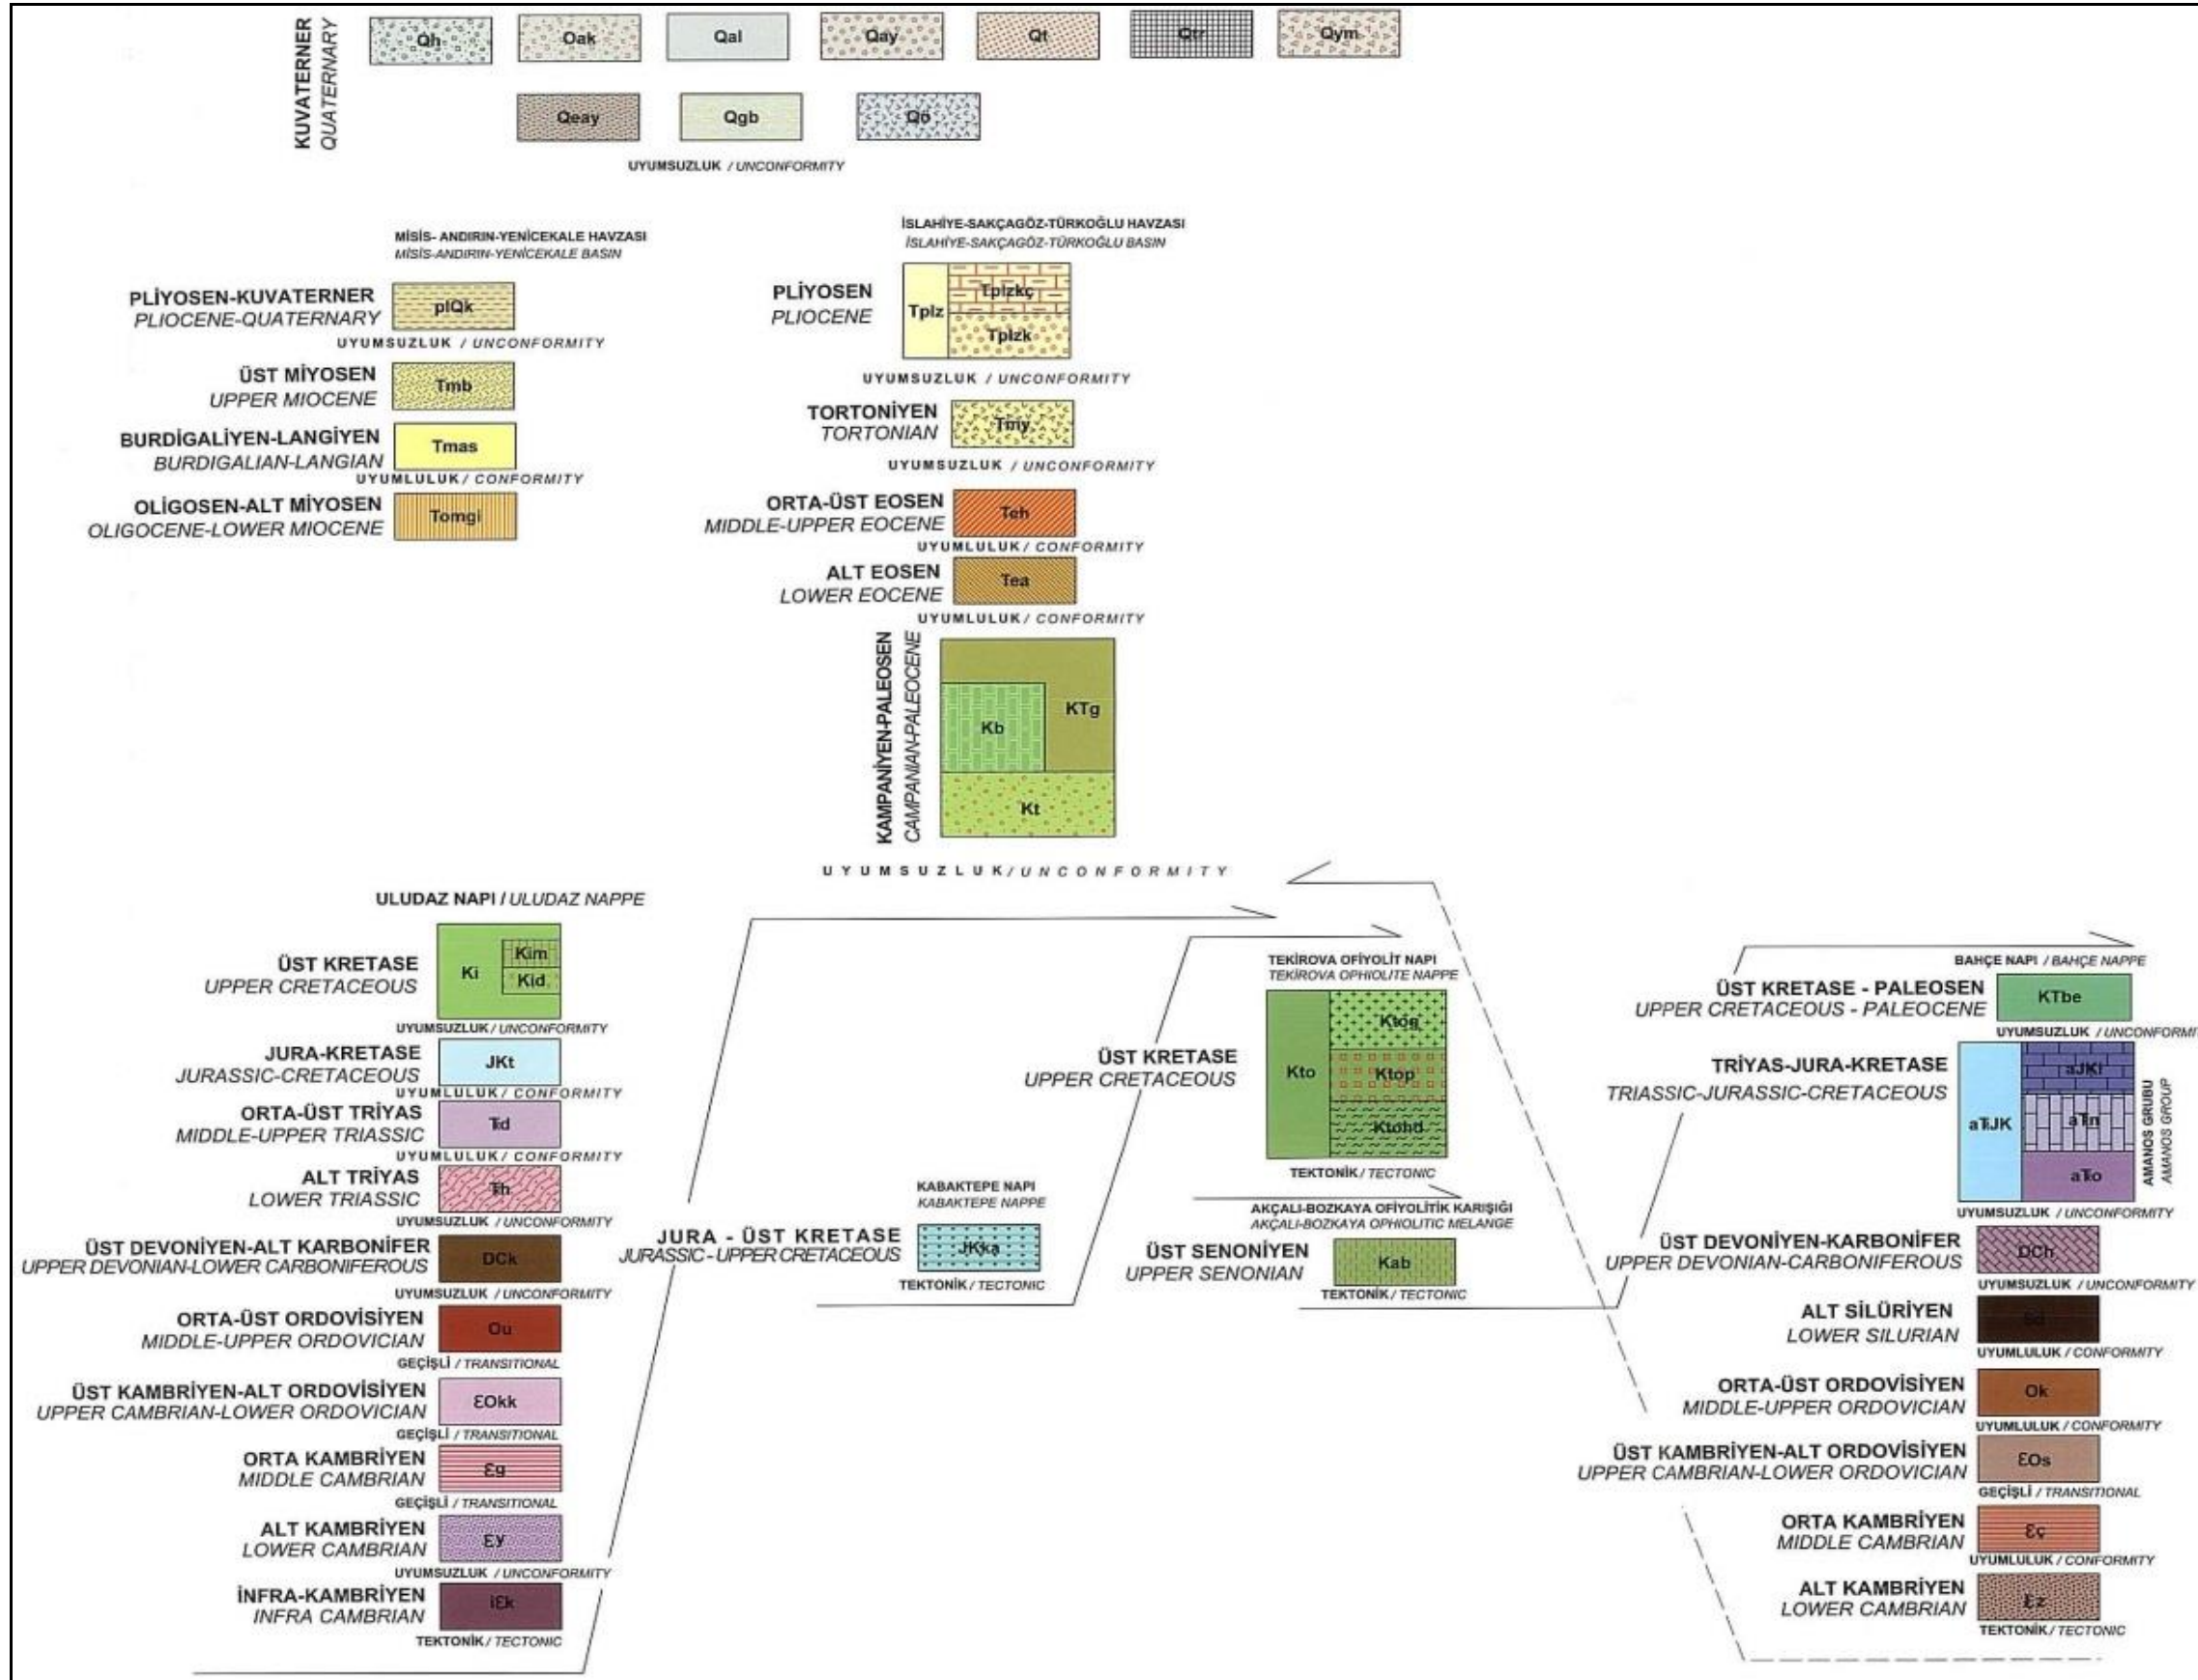 KUVATERNER
QUATERNARY
Qh
Qak
Qal
Qay
Qt
Qtr
Qym
Qeay
Qgb
Qö
UYUMSUZLUK / UNCONFORMITY
MİSİS- ANDIRIN-YENİCEKALE HAVZASI
MİSİS-ANDIRIN-YENİCEKALE BASIN
PLİYOSEN-KUVATERNER
PLIOCENE-QUATERNARY
plQk
UYUMSUZLUK / UNCONFORMITY
ÜST MİYOSEN
UPPER MIOCENE
Tmb
BURDİGALİYEN-LANGİYEN
BURDIGALIAN-LANGIAN
Tmas
UYUMLULUK / CONFORMITY
OLİGOSEN-ALT MİYOSEN
OLIGOCENE-LOWER MIOCENE
Tomgi
İSLAHİYE-SAKÇAGÖZ-TÜRKOĞLU HAVZASI
İSLAHİYE-SAKÇAGÖZ-TÜRKOĞLU BASIN
PLİYOSEN
PLIOCENE
Tplz
Tplzkç
Tplzk
UYUMSUZLUK / UNCONFORMITY
TORTONİYEN
TORTONIAN
Tmy
UYUMSUZLUK / UNCONFORMITY
ORTA-ÜST EOSEN
MIDDLE-UPPER EOCENE
Teh
UYUMLULUK / CONFORMITY
ALT EOSEN
LOWER EOCENE
Tea
UYUMLULUK / CONFORMITY
KAMPANİYEN-PALEOSEN
CAMPANIAN-PALEOCENE
KTg
Kb
Kt
UYUMSUZLUK/UNCONFORMITY
ULUDAZ NAPI / ULUDAZ NAPPE
ÜST KRETASE
UPPER CRETACEOUS
Ki
Kim
Kid
UYUMSUZLUK / UNCONFORMITY
JURA-KRETASE
JURASSIC-CRETACEOUS
JKt
UYUMLULUK / CONFORMITY
ORTA-ÜST TRİYAS
MIDDLE-UPPER TRIASSIC
Ŧid
UYUMLULUK / CONFORMITY
ALT TRİYAS
LOWER TRIASSIC
Ŧih
UYUMSUZLUK / UNCONFORMITY
ÜST DEVONİYEN-ALT KARBONİFER
UPPER DEVONIAN-LOWER CARBONIFEROUS
DCk
UYUMSUZLUK / UNCONFORMITY
ORTA-ÜST ORDOVİSİYEN
MIDDLE-UPPER ORDOVICIAN
Ou
GEÇİŞLİ / TRANSITIONAL
ÜST KAMBRİYEN-ALT ORDOVİSİYEN
UPPER CAMBRIAN-LOWER ORDOVICIAN
ƐOkk
GEÇİŞLİ / TRANSITIONAL
ORTA KAMBRİYEN
MIDDLE CAMBRIAN
Ɛg
GEÇİŞLİ / TRANSITIONAL
ALT KAMBRİYEN
LOWER CAMBRIAN
Ɛy
UYUMSUZLUK / UNCONFORMITY
İNFRA-KAMBRİYEN
INFRA CAMBRIAN
iƐk
TEKTONİK / TECTONIC
KABAKTEPE NAPI
KABAKTEPE NAPPE
JURA - ÜST KRETASE
JURASSIC - UPPER CRETACEOUS
JKka
TEKTONİK / TECTONIC
TEKİROVA OFİYOLİT NAPI
TEKİROVA OPHIOLITE NAPPE
ÜST KRETASE
UPPER CRETACEOUS
Kto
Ktog
Ktop
Ktohd
TEKTONİK / TECTONIC
AKÇALI-BOZKAYA OFİYOLİTİK KARIŞIĞI
AKÇALI-BOZKAYA OPHIOLITIC MELANGE
ÜST SENONİYEN
UPPER SENONIAN
Kab
TEKTONİK / TECTONIC
BAHÇE NAPI / BAHÇE NAPPE
ÜST KRETASE - PALEOSEN
UPPER CRETACEOUS - PALEOCENE
KTbe
UYUMSUZLUK / UNCONFORMI
TRİYAS-JURA-KRETASE
TRIASSIC-JURASSIC-CRETACEOUS
aŦiJK
aJKl
aŦin
aŦio
AMANOS GRUBU
AMANOS GROUP
UYUMSUZLUK / UNCONFORMITY
ÜST DEVONİYEN-KARBONİFER
UPPER DEVONIAN-CARBONIFEROUS
DCh
UYUMSUZLUK / UNCONFORMITY
ALT SİLÜRİYEN
LOWER SILURIAN
UYUMLULUK / CONFORMITY
ORTA-ÜST ORDOVİSİYEN
MIDDLE-UPPER ORDOVICIAN
Ok
UYUMLULUK / CONFORMITY
ÜST KAMBRİYEN-ALT ORDOVİSİYEN
UPPER CAMBRIAN-LOWER ORDOVICIAN
ƐOs
GEÇİŞLİ / TRANSITIONAL
ORTA KAMBRİYEN
MIDDLE CAMBRIAN
Ɛç
UYUMLULUK / CONFORMITY
ALT KAMBRİYEN
LOWER CAMBRIAN
Ɛz
TEKTONİK / TECTONIC